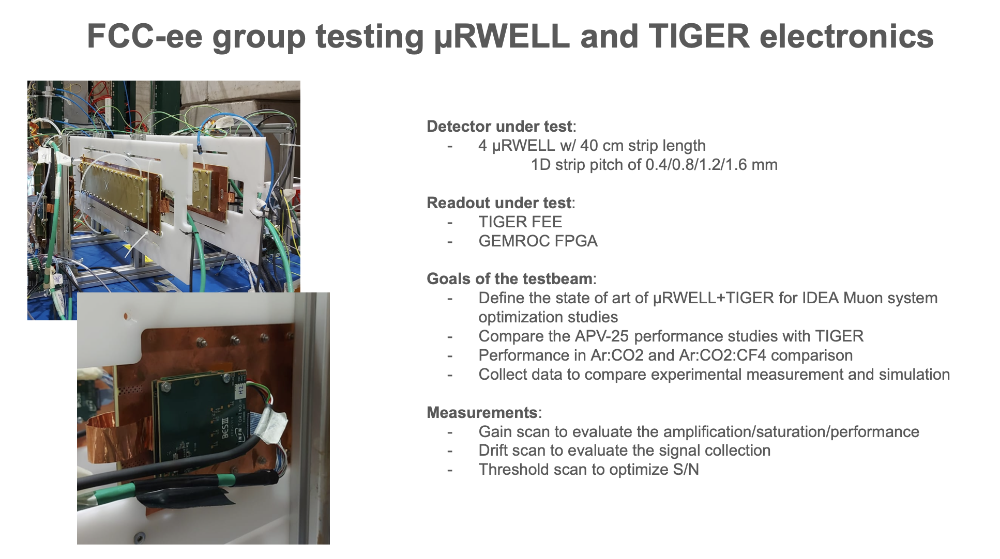 FCC-ee group testing µRWELL and TIGER electronics
Detector under test:
- 4 µRWELL w/ 40 cm strip length
1D strip pitch of 0.4/0.8/1.2/1.6 mm
Readout under test:
- TIGER FEE
- GEMROC FPGA
Goals of the testbeam:
- Define the state of art of µRWELL+TIGER for IDEA Muon system
optimization studies
- Compare the APV-25 performance studies with TIGER
- Performance in Ar:CO2 and Ar:CO2:CF4 comparison
- Collect data to compare experimental measurement and simulation
Measurements:
- Gain scan to evaluate the amplification/saturation/performance
- Drift scan to evaluate the signal collection
- Threshold scan to optimize S/N
BESIII
INFN TORINO